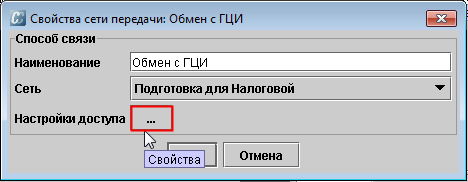 Свойства сети передачи: Обмен с ГЦИ
Способ связи
Наименование Обмен с ГЦИ
Сеть Подготовка для Налоговой
Настройки доступа ...
Свойства Отмена